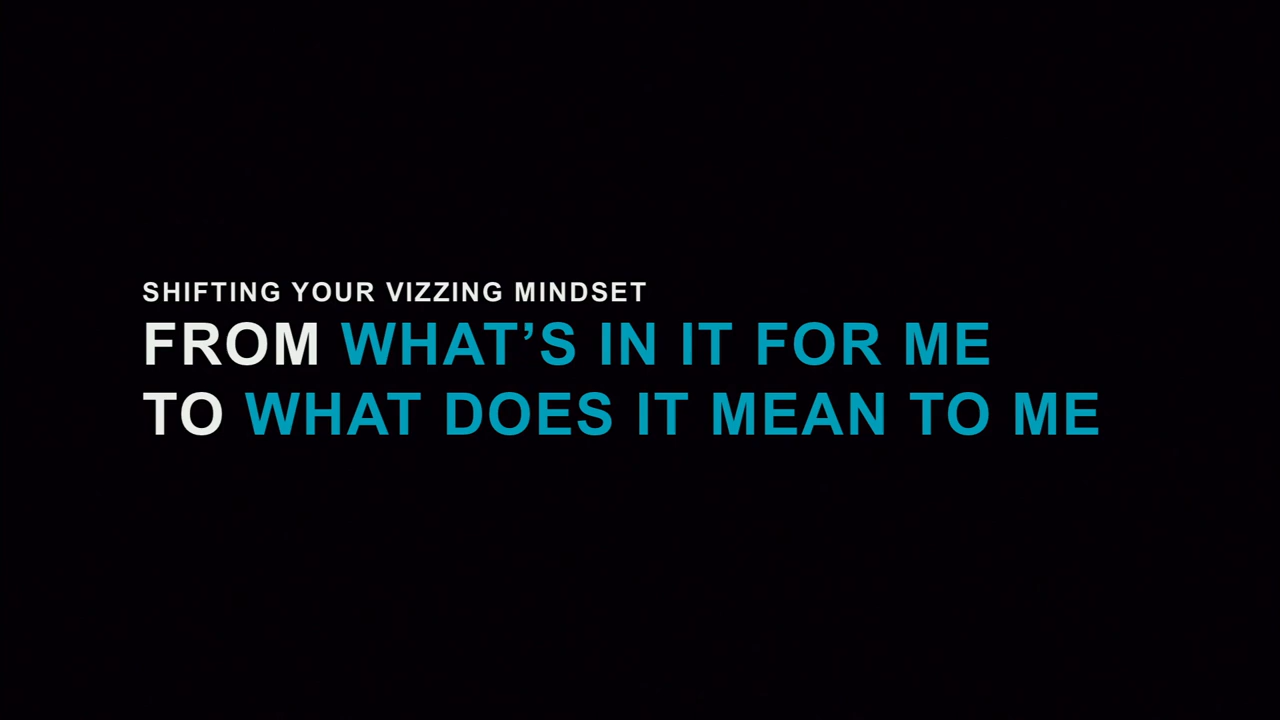 SHIFTING YOUR VIZZING MINDSET
FROM WHAT’S IN IT FOR ME
TO WHAT DOES IT MEAN TO ME